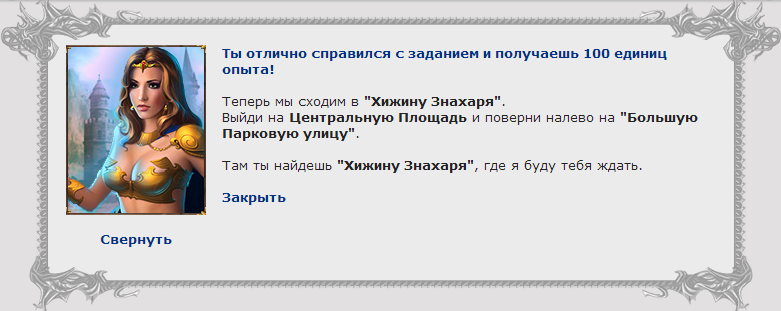 Ты отлично справился с заданием и получаешь 100 единиц
опыта!
Теперь мы сходим в "Хижину Знахаря".
Выйди на Центральную Площадь и поверни налево на "Большую
Парковую улицу".
Там ты найдешь "Хижину Знахаря", где я буду тебя ждать.
Закрыть
Свернуть